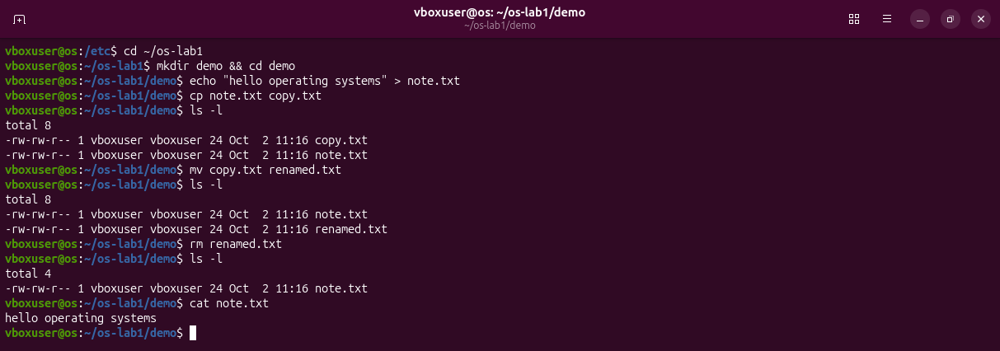 vboxuser@os: ~/os-lab1/demo
~/os-lab1/demo
vboxuser@os:/etc$ cd ~/os-lab1
vboxuser@os:~/os-lab1$ mkdir demo && cd demo
vboxuser@os:~/os-lab1/demo$ echo "hello operating systems" > note.txt
vboxuser@os:~/os-lab1/demo$ cp note.txt copy.txt
vboxuser@os:~/os-lab1/demo$ ls -l
total 8
-rw-rw-r-- 1 vboxuser vboxuser 24 Oct  2 11:16 copy.txt
-rw-rw-r-- 1 vboxuser vboxuser 24 Oct  2 11:16 note.txt
vboxuser@os:~/os-lab1/demo$ mv copy.txt renamed.txt
vboxuser@os:~/os-lab1/demo$ ls -l
total 8
-rw-rw-r-- 1 vboxuser vboxuser 24 Oct  2 11:16 note.txt
-rw-rw-r-- 1 vboxuser vboxuser 24 Oct  2 11:16 renamed.txt
vboxuser@os:~/os-lab1/demo$ rm renamed.txt
vboxuser@os:~/os-lab1/demo$ ls -l
total 4
-rw-rw-r-- 1 vboxuser vboxuser 24 Oct  2 11:16 note.txt
vboxuser@os:~/os-lab1/demo$ cat note.txt
hello operating systems
vboxuser@os:~/os-lab1/demo$